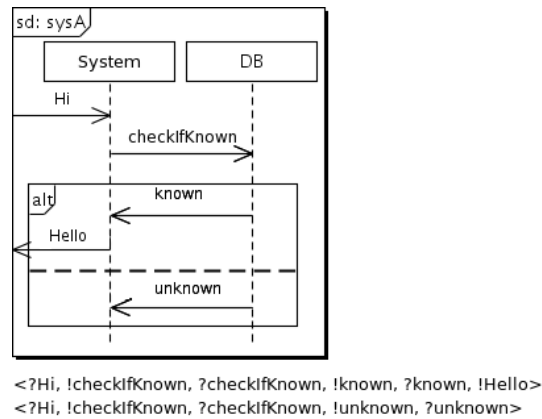 sd: sysA
System
DB
Hi
checkIfKnown
alt
known
Hello
unknown
<?Hi, !checkIfKnown, ?checkIfKnown, !known, ?known, !Hello>
<?Hi, !checkIfKnown, ?checkIfKnown, !unknown, ?unknown>